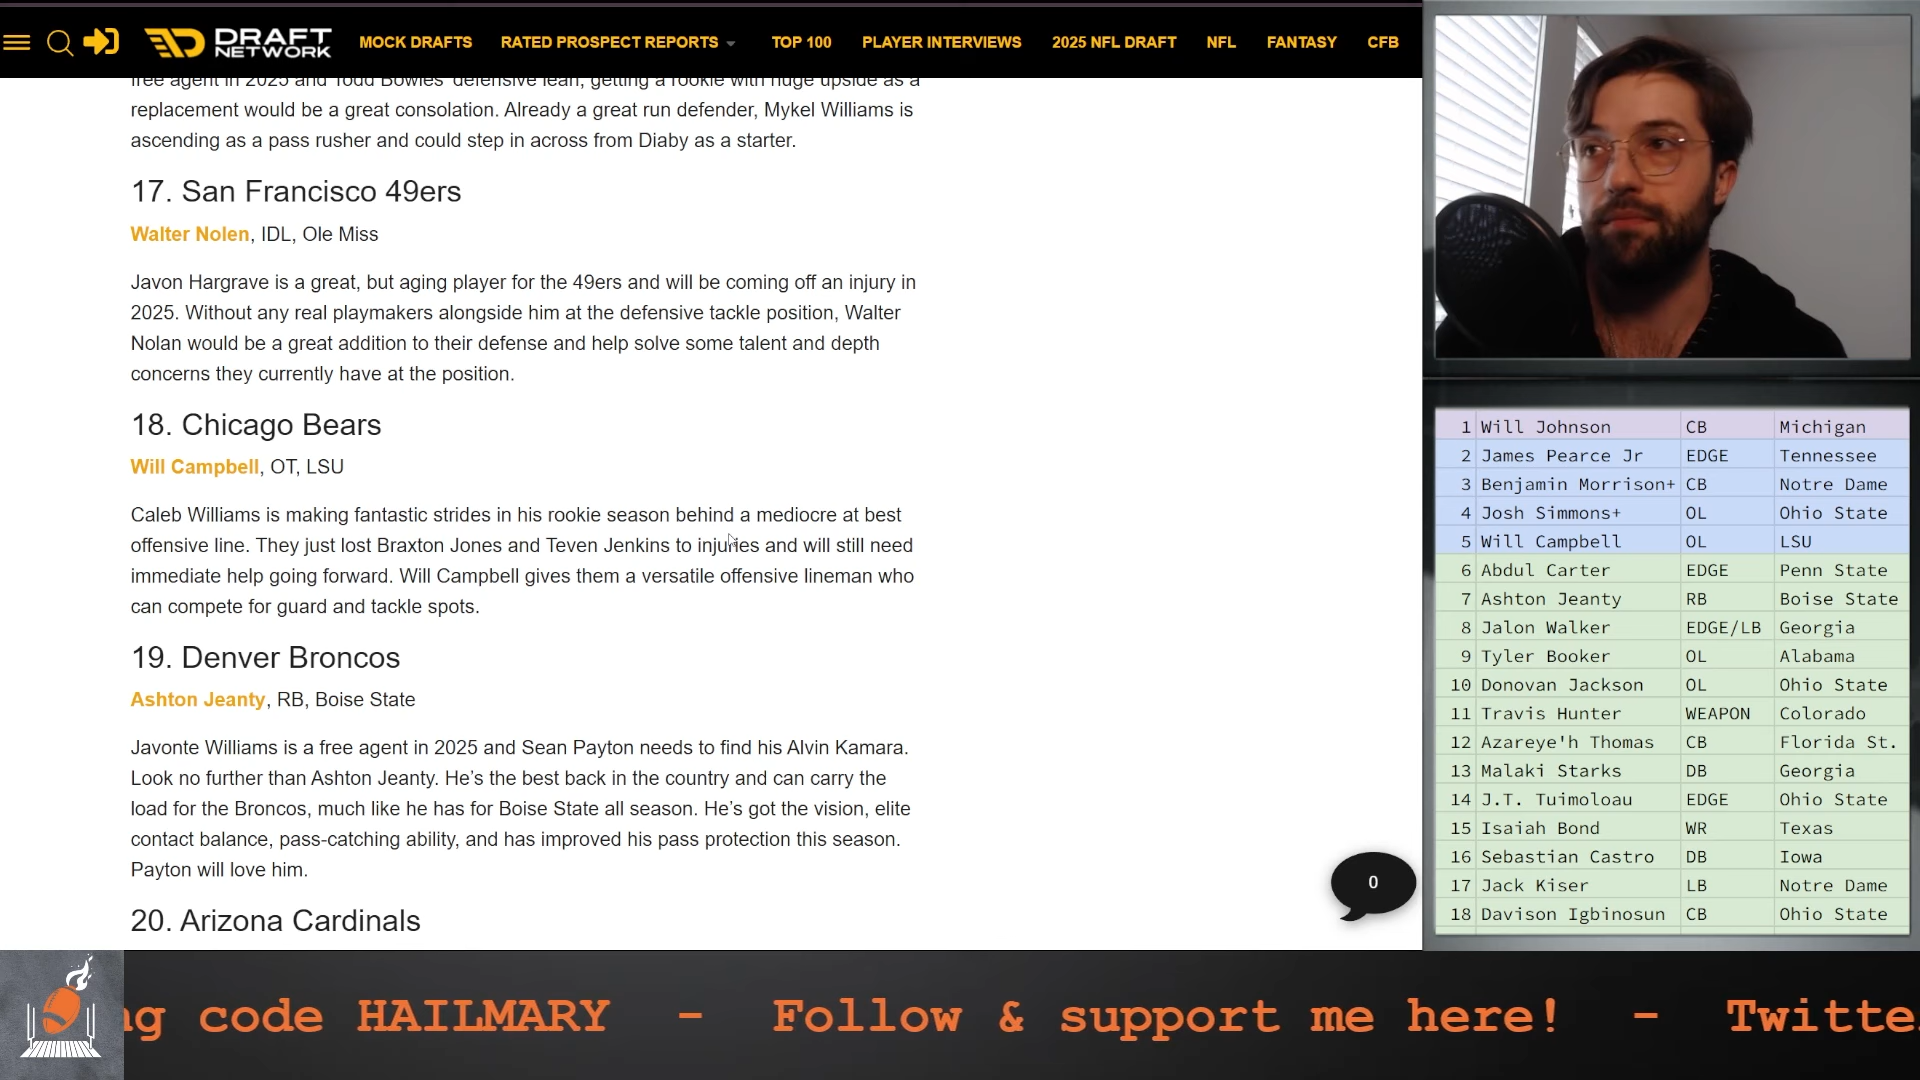 DRAFT NETWORK
MOCK DRAFTS RATED PROSPECT REPORTS TOP 100 PLAYER INTERVIEWS 2025 NFL DRAFT NFL FANTASY CFB
free agent in 2025 and Todd Bowles' defensive lean, getting a rookie with huge upside as a
replacement would be a great consolation. Already a great run defender, Mykel Williams is
ascending as a pass rusher and could step in across from Diaby as a starter.
17. San Francisco 49ers
Walter Nolen, IDL, Ole Miss
Javon Hargrave is a great, but aging player for the 49ers and will be coming off an injury in
2025. Without any real playmakers alongside him at the defensive tackle position, Walter
Nolan would be a great addition to their defense and help solve some talent and depth
concerns they currently have at the position.
18. Chicago Bears
Will Campbell, OT, LSU
Caleb Williams is making fantastic strides in his rookie season behind a mediocre at best
offensive line. They just lost Braxton Jones and Teven Jenkins to injuries and will still need
immediate help going forward. Will Campbell gives them a versatile offensive lineman who
can compete for guard and tackle spots.
19. Denver Broncos
Ashton Jeanty, RB, Boise State
Javonte Williams is a free agent in 2025 and Sean Payton needs to find his Alvin Kamara.
Look no further than Ashton Jeanty. He's the best back in the country and can carry the
load for the Broncos, much like he has for Boise State all season. He's got the vision, elite
contact balance, pass-catching ability, and has improved his pass protection this season.
Payton will love him.
20. Arizona Cardinals
0
1 Will Johnson CB Michigan
2 James Pearce Jr EDGE Tennessee
3 Benjamin Morrison+ CB Notre Dame
4 Josh Simmons+ OL Ohio State
5 Will Campbell OL LSU
6 Abdul Carter EDGE Penn State
7 Ashton Jeanty RB Boise State
8 Jalon Walker EDGE/LB Georgia
9 Tyler Booker OL Alabama
10 Donovan Jackson OL Ohio State
11 Travis Hunter WEAPON Colorado
12 Azareye'h Thomas CB Florida St.
13 Malaki Starks DB Georgia
14 J.T. Tuimoloau EDGE Ohio State
15 Isaiah Bond WR Texas
16 Sebastian Castro DB Iowa
17 Jack Kiser LB Notre Dame
18 Davison Igbinosun CB Ohio State
ng code HAILMARY - Follow & support me here! - Twitte